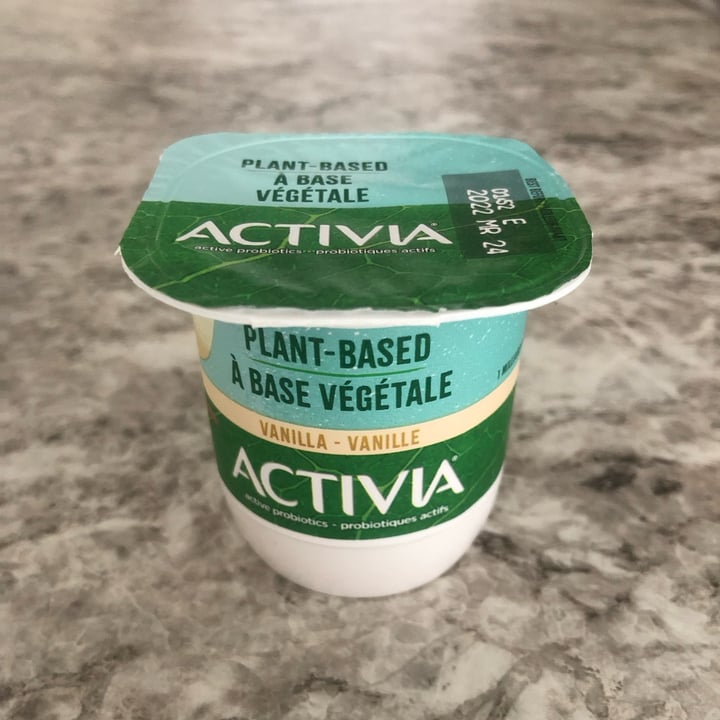 PLANT-BASED
À BASE
VÉGÉTALE
ACTIVIA
active probiotics - probiotiques actifs
0162 E
2022 MR 24
PLANT-BASED
À BASE VÉGÉTALE
VANILLA - VANILLE
ACTIVIA
active probiotics - probiotiques actifs